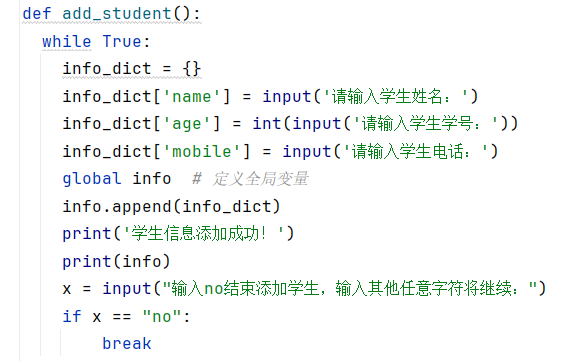 def add_student():
while True:
info_dict = {}
info_dict['name'] = input('请输入学生姓名：')
info_dict['age'] = int(input('请输入学生学号：'))
info_dict['mobile'] = input('请输入学生电话：')
global info  # 定义全局变量
info.append(info_dict)
print('学生信息添加成功！')
print(info)
x = input("输入no结束添加学生，输入其他任意字符将继续：")
if x == "no":
break